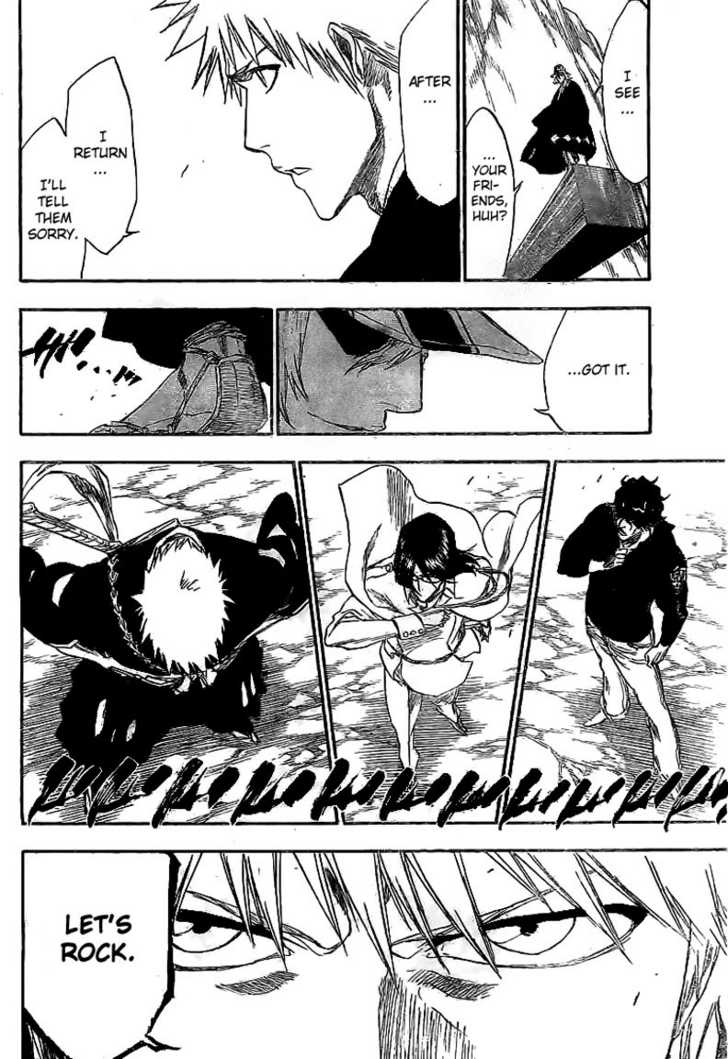 I
SEE
...
...
YOUR
FRI-
ENDS,
HUH?
AFTER
...
I
RETURN
...
I'LL
TELL
THEM
SORRY.
...GOT IT.
LET'S
ROCK.